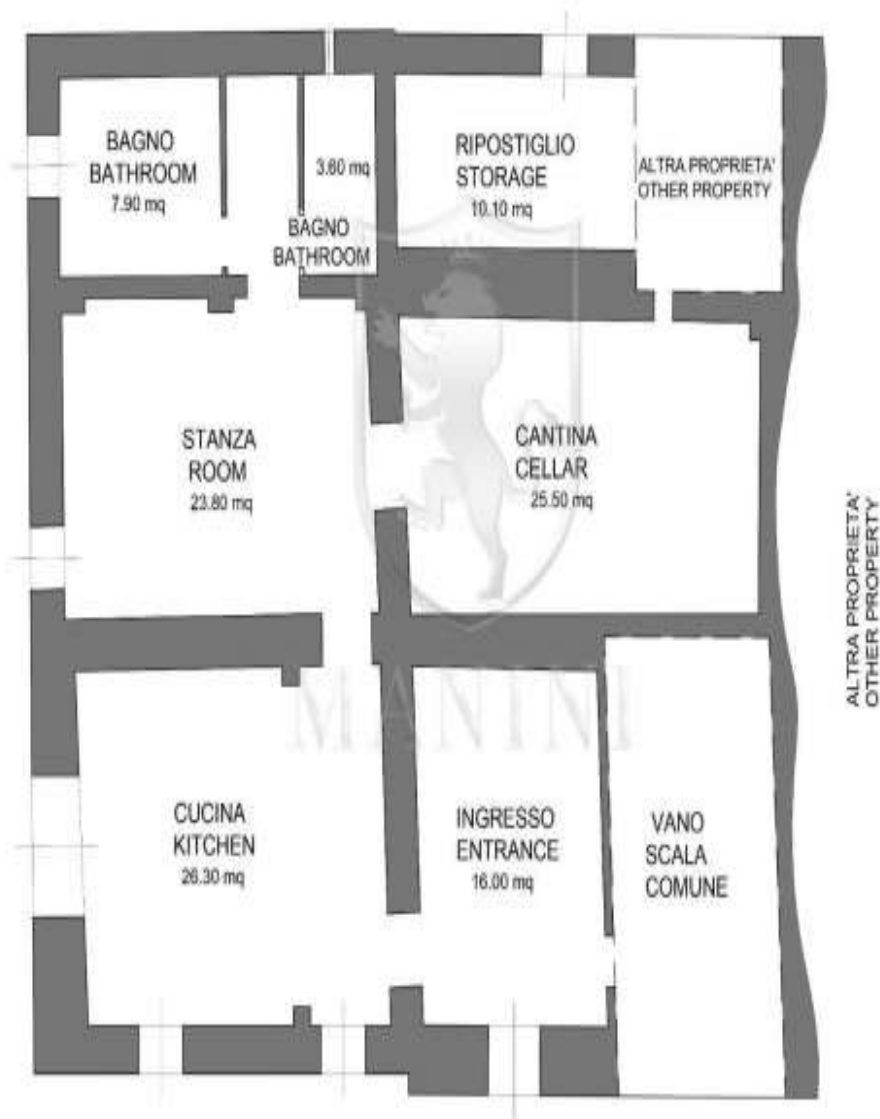 BAGNO
BATHROOM
7.90 mq
3.60 mq
BAGNO
BATHROOM
RIPOSTIGLIO
STORAGE
10.10 mq
ALTRA PROPRIETA'
OTHER PROPERTY
STANZA
ROOM
23.80 mq
CANTINA
CELLAR
25.50 mq
ALTRA PROPRIETA'
OTHER PROPERTY
MANINI
CUCINA
KITCHEN
26.30 mq
INGRESSO
ENTRANCE
16.00 mq
VANO
SCALA
COMUNE